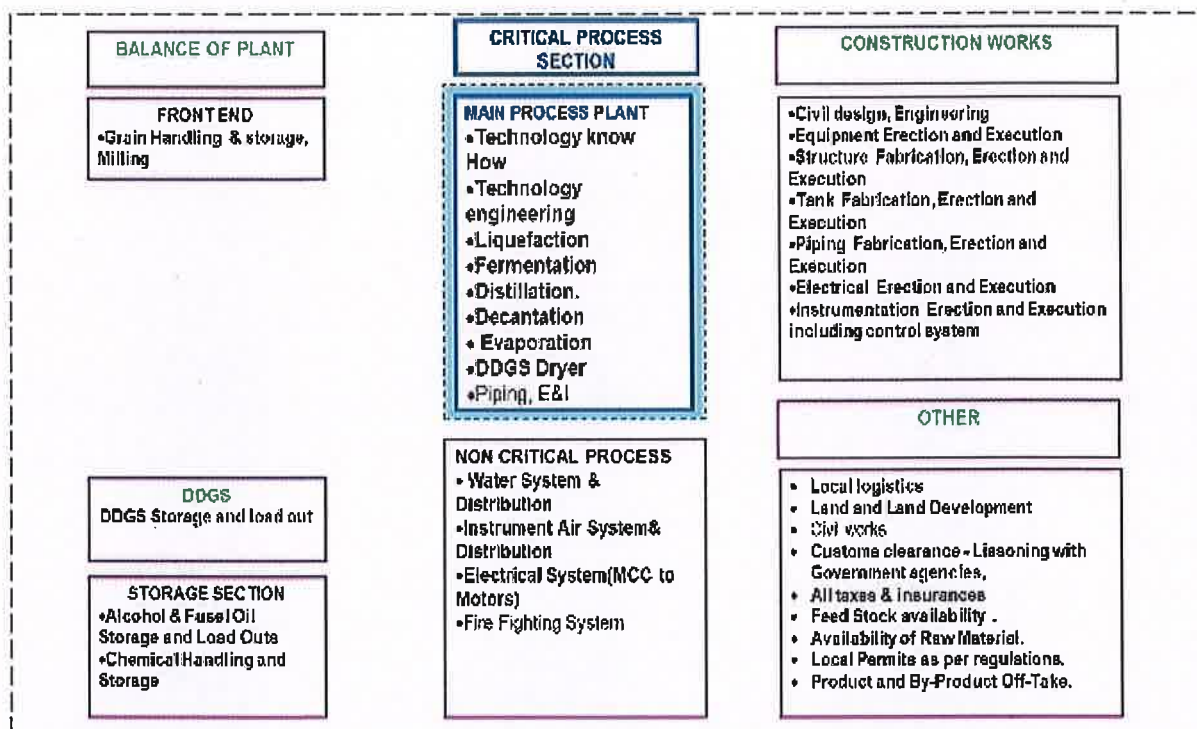 BALANCE OF PLANT
FRONT END
•Grain Handling & storage,
Milling
DDGS
DDGS Storage and load out
STORAGE SECTION
•Alcohol & Fusel Oil
Storage and Load Outs
•Chemical Handling and
Storage
CRITICAL PROCESS
SECTION
MAIN PROCESS PLANT
•Technology know
How
•Technology
engineering
•Liquefaction
•Fermentation
•Distillation.
•Decantation
• Evaporation
•DDGS Dryer
•Piping, E&I
NON CRITICAL PROCESS
• Water System &
Distribution
•Instrument Air System&
Distribution
•Electrical System(MCC to
Motors)
•Fire Fighting System
CONSTRUCTION WORKS
•Civil design, Engineering
•Equipment Erection and Execution
•Structure Fabrication, Erection and
Execution
•Tank Fabrication, Erection and
Execution
•Piping Fabrication, Erection and
Execution
•Electrical Erection and Execution
•Instrumentation Erection and Execution
including control system
OTHER
• Local logistics
• Land and Land Development
• Civil works
• Customs clearance - Liasoning with
Government agencies,
• All taxes & insurances
• Feed Stock availability .
• Availability of Raw Material.
• Local Permits as per regulations.
• Product and By-Product Off-Take.